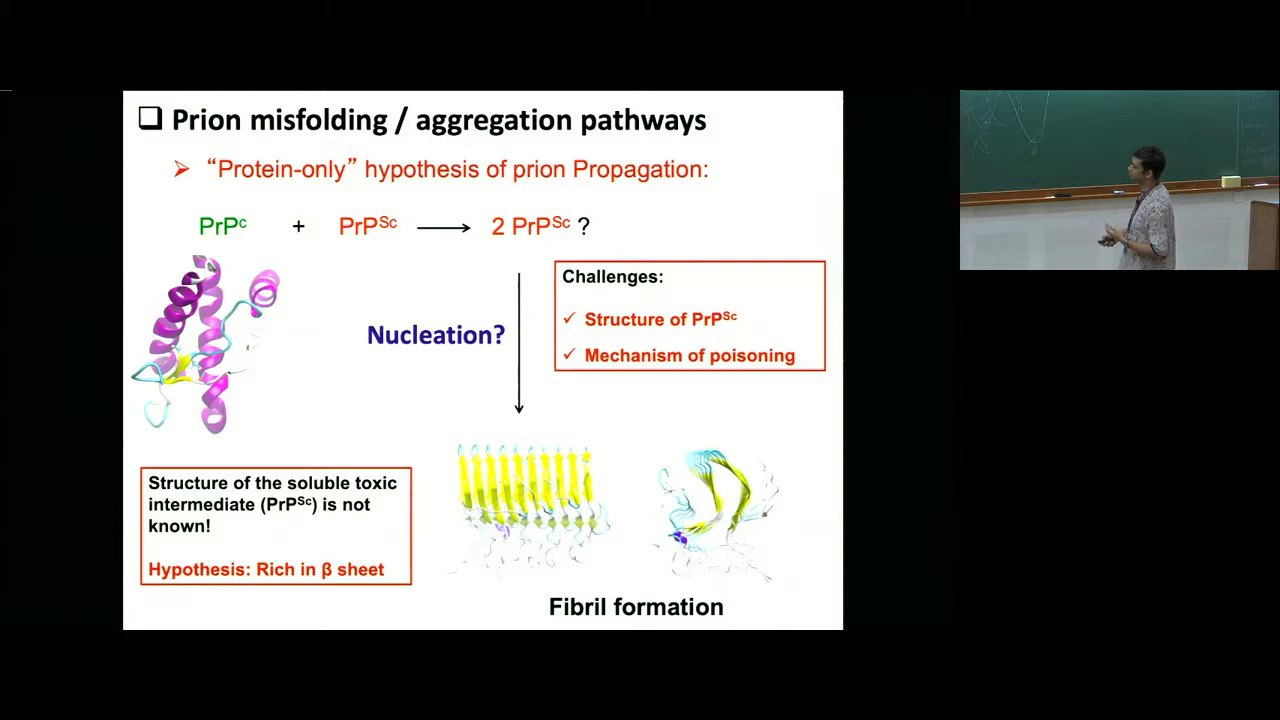 Prion misfolding / aggregation pathways
“Protein-only” hypothesis of prion Propagation:
PrPᶜ + PrPˢᶜ → 2 PrPˢᶜ ?
Nucleation?
Challenges:
✓ Structure of PrPˢᶜ
✓ Mechanism of poisoning
Structure of the soluble toxic
intermediate (PrPˢᶜ) is not
known!
Hypothesis: Rich in β sheet
Fibril formation